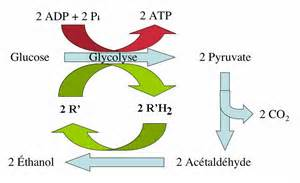 2 ADP + 2 Pi 2 ATP
Glucose Glycolyse 2 Pyruvate
2 R' 2 R'H2
2 CO2
2 Éthanol 2 Acétaldéhyde